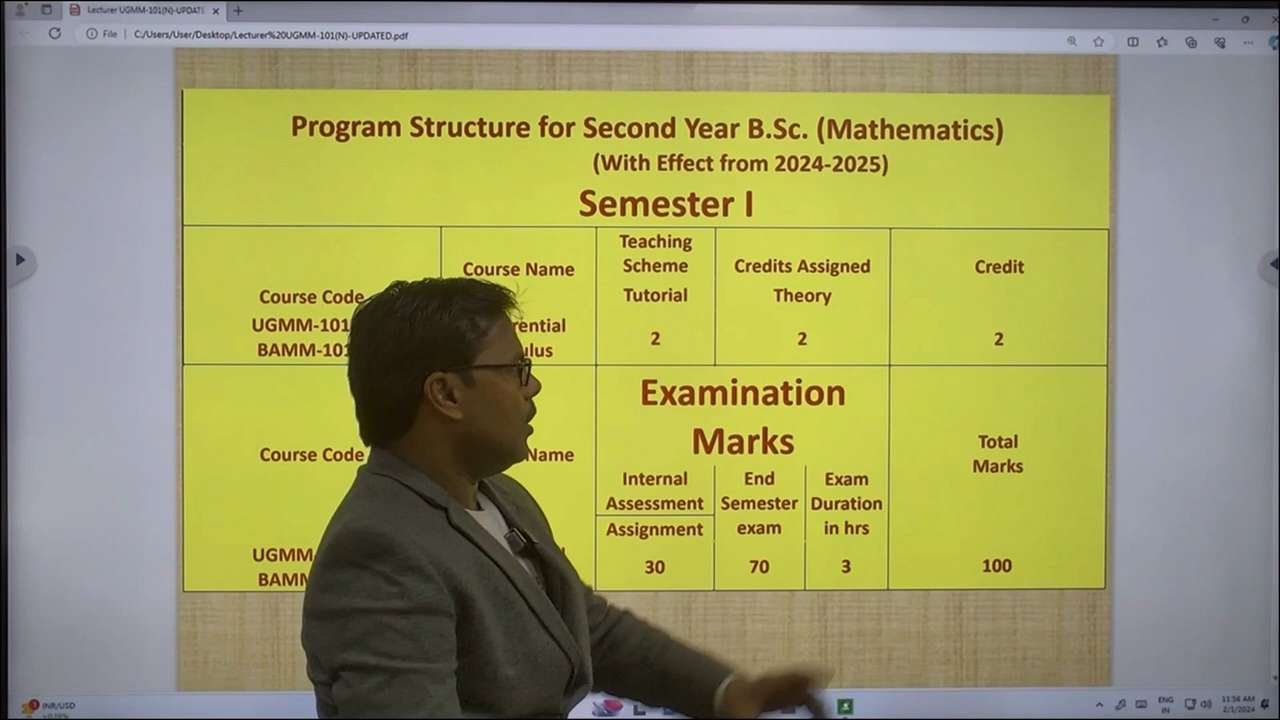 Lecturer UGMM-101(N)-UPDATE
File
C:/Users/User/Desktop/Lecturer%20UGMM-101(N)-UPDATED.pdf
Program Structure for Second Year B.Sc. (Mathematics)
(With Effect from 2024-2025)
Semester I
Course Code
Course Name
Teaching
Scheme
Tutorial
Credits Assigned
Theory
Credit
UGMM-101
BAMM-101
2
2
2
Course Code
Name
Examination
Marks
Total
Marks
Internal
Assessment
Assignment
End
Semester
exam
Exam
Duration
in hrs
UGMM-
BAMM
30
70
3
100
INR/USD
ENG
IN
11:56 AM
2/1/2024